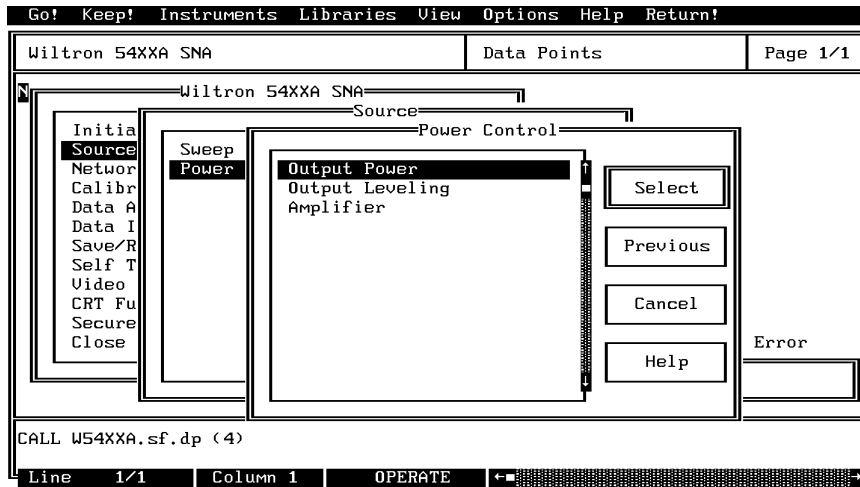 Go! Keep! Instruments Libraries View Options Help Return!
Wiltron 54XXA SNA
Data Points
Page 1/1
N
Wiltron 54XXA SNA
Source
Power Control
Initia
Source
Networ
Calibr
Data A
Data I
Save/R
Self T
Video
CRT Fu
Secure
Close
Sweep
Power
Output Power
Output Leveling
Amplifier
Select
Previous
Cancel
Help
Error
CALL W54XXA.sf.dp (4)
Line 1/1 Column 1 OPERATE